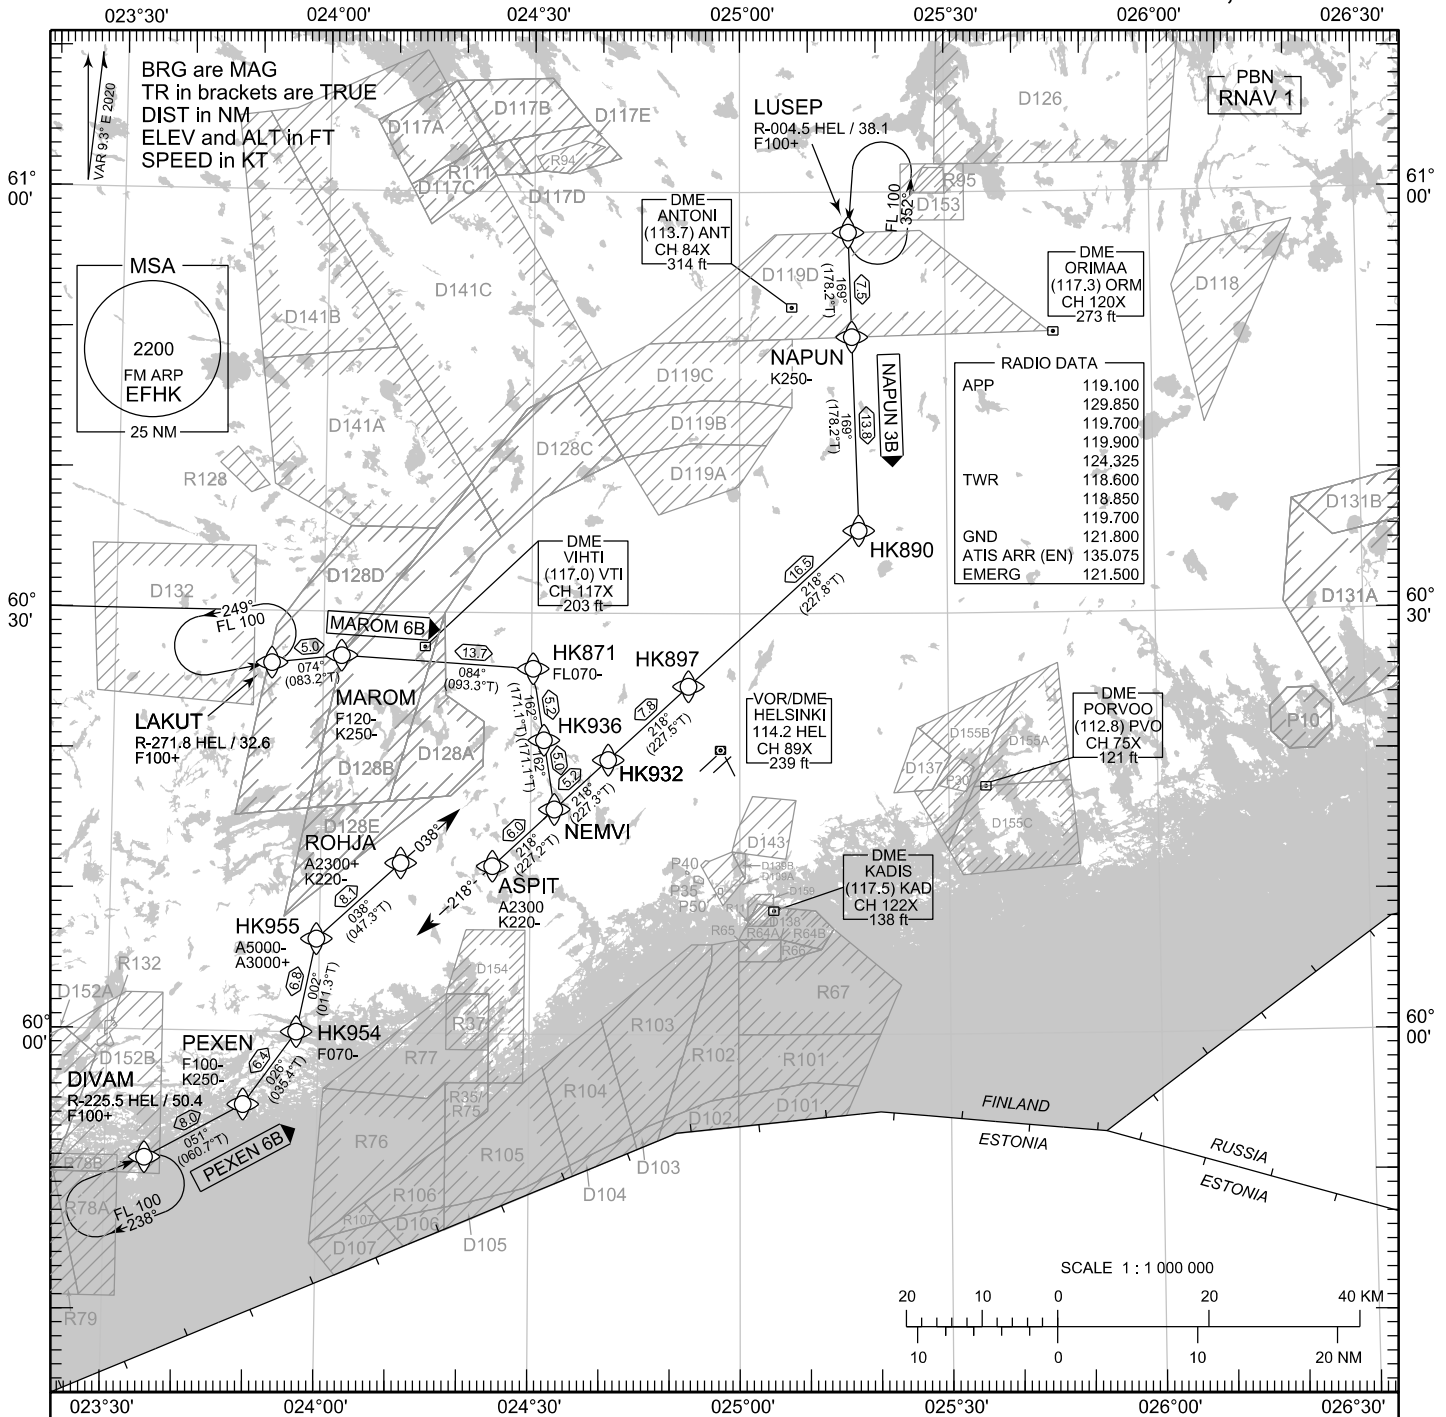 023°30'
024°00'
024°30'
025°00'
025°30'
026°00'
026°30'
VAR 9.3° E 2020
BRG are MAG
TR in brackets are TRUE
DIST in NM
ELEV and ALT in FT
SPEED in KT
PBN
RNAV 1
61°
00'
61°
00'
60°
30'
60°
30'
60°
00'
60°
00'
MSA
2200
FM ARP
EFHK
25 NM
D117A
D117B
D117E
R94
R111
D117C
D117D
D141C
D141B
D141A
R128
D126
R95
D153
LUSEP
R-004.5 HEL / 38.1
F100+
FL 100
352°
DME
ANTONI
(113.7) ANT
CH 84X
314 ft
D119D
169°
(178.2°T)
7.5
DME
ORIMAA
(117.3) ORM
CH 120X
273 ft
D118
NAPUN
K250-
D119C
D119B
D119A
D128C
169°
(178.2°T)
13.8
NAPUN 3B
RADIO DATA
APP 119.100
129.850
119.700
119.900
124.325
TWR 118.600
118.850
119.700
GND 121.800
ATIS ARR (EN) 135.075
EMERG 121.500
D131B
D131A
HK890
16.5
218°
(227.8°T)
DME
VIHTI
(117.0) VTI
CH 117X
203 ft
D132
D128D
249°
FL 100
MAROM 6B
5.0
074°
(083.2°T)
13.7
084°
(093.3°T)
HK871
FL070-
HK897
MAROM
F120-
K250-
LAKUT
R-271.8 HEL / 32.6
F100+
162°
(171.1°T)
5.2
HK936
7.8
218°
(227.5°T)
VOR/DME
HELSINKI
114.2 HEL
CH 89X
239 ft
DME
PORVOO
(112.8) PVO
CH 75X
121 ft
P10
D155B
D155A
D137
P30
D155C
D128A
D128B
162°
(171.1°T)
5.0
5.2
HK932
218°
(227.3°T)
NEMVI
D128E
ROHJA
A2300+
K220-
038°
6.0
218°
(227.2°T)
218°
ASPIT
A2300
K220-
8.1
038°
(047.3°T)
D143
P40
P35
P50
D139B
D139A
D159
DME
KADIS
(117.5) KAD
CH 122X
138 ft
D138
R65
R64A
R64B
R66
HK955
A5000-
A3000+
6.8
002°
(011.3°T)
R132
D152A
D152B
D154
R37
R67
R103
R102
R101
R77
R104
R35/
R75
D102
D101
PEXEN
F100-
K250-
HK954
F070-
6.4
026°
(035.4°T)
DIVAM
R-225.5 HEL / 50.4
F100+
8.0
051°
(060.7°T)
PEXEN 6B
R78B
R78A
FL 100
238°
R79
R76
R105
R106
R107
D107
D106
D105
D104
D103
FINLAND
ESTONIA
RUSSIA
ESTONIA
SCALE 1 : 1 000 000
20
10
0
20
40 KM
10
0
10
20 NM
023°30'
024°00'
024°30'
025°00'
025°30'
026°00'
026°30'